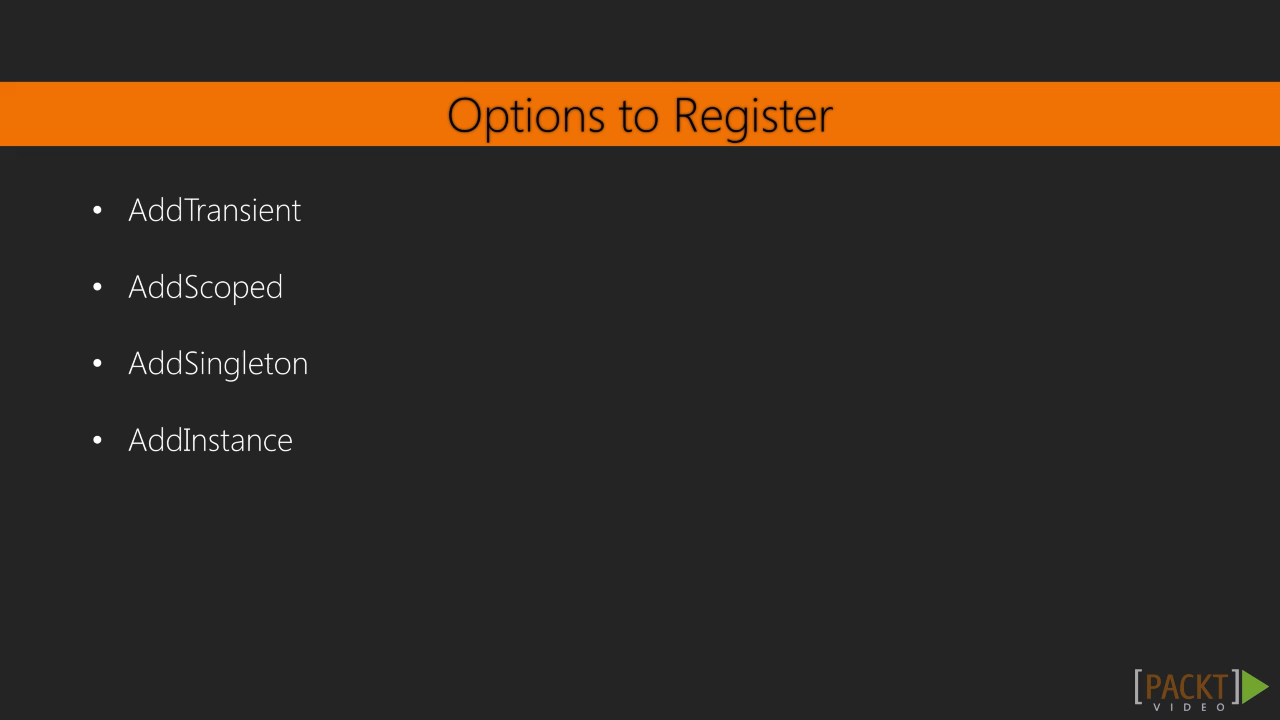 Options to Register
• AddTransient
• AddScoped
• AddSingleton
• AddInstance
[PACKT]
VIDEO